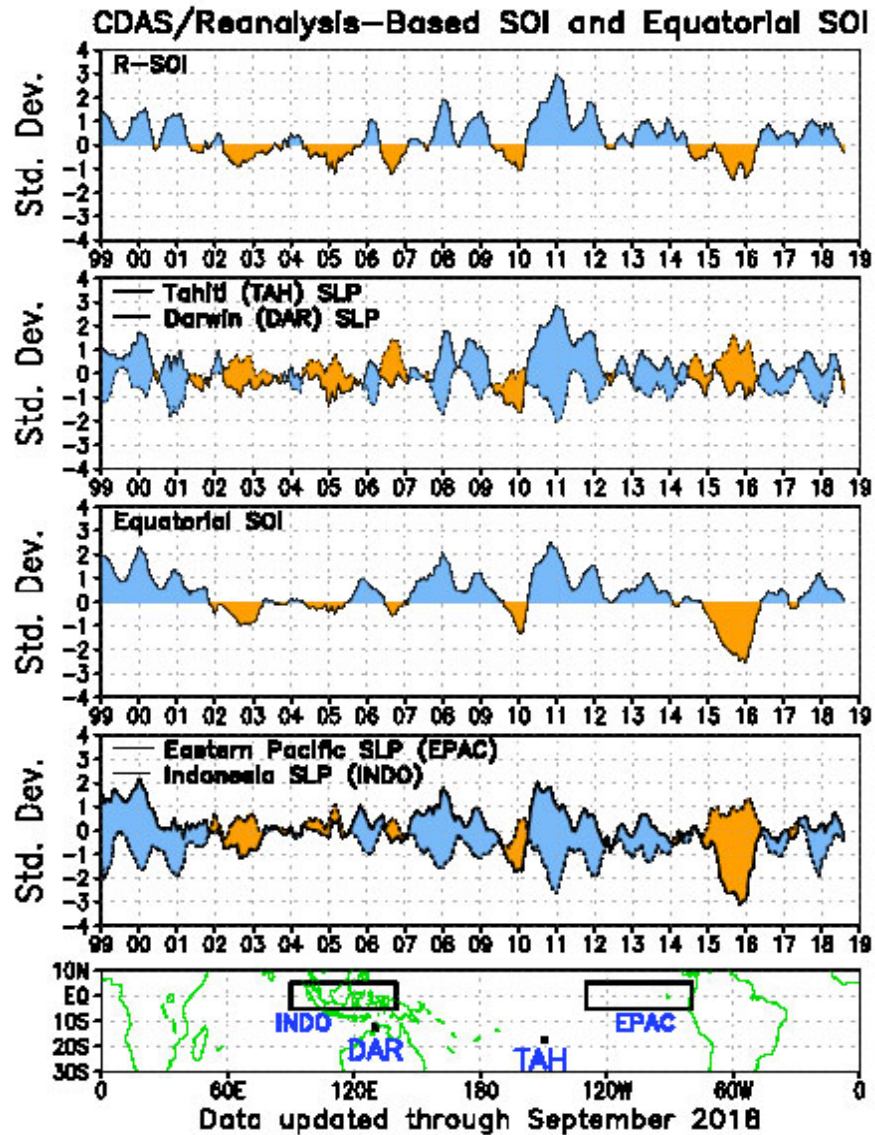 CDAS/Reanalysis-Based SOI and Equatorial SOI
R-SOI
Std. Dev.
4
3
2
1
0
-1
-2
-3
-4
99 00 01 02 03 04 05 06 07 08 09 10 11 12 13 14 15 16 17 18 19
Tahiti (TAH) SLP
Darwin (DAR) SLP
Std. Dev.
4
3
2
1
0
-1
-2
-3
-4
99 00 01 02 03 04 05 06 07 08 09 10 11 12 13 14 15 16 17 18 19
Equatorial SOI
Std. Dev.
4
3
2
1
0
-1
-2
-3
-4
99 00 01 02 03 04 05 06 07 08 09 10 11 12 13 14 15 16 17 18 19
Eastern Pacific SLP (EPAC)
Indonesia SLP (INDO)
Std. Dev.
4
3
2
1
0
-1
-2
-3
-4
99 00 01 02 03 04 05 06 07 08 09 10 11 12 13 14 15 16 17 18 19
10N
EQ
10S
20S
30S
INDO
EPAC
DAR
TAH
0 60E 120E 180 120W 60W 0
Data updated through September 2018